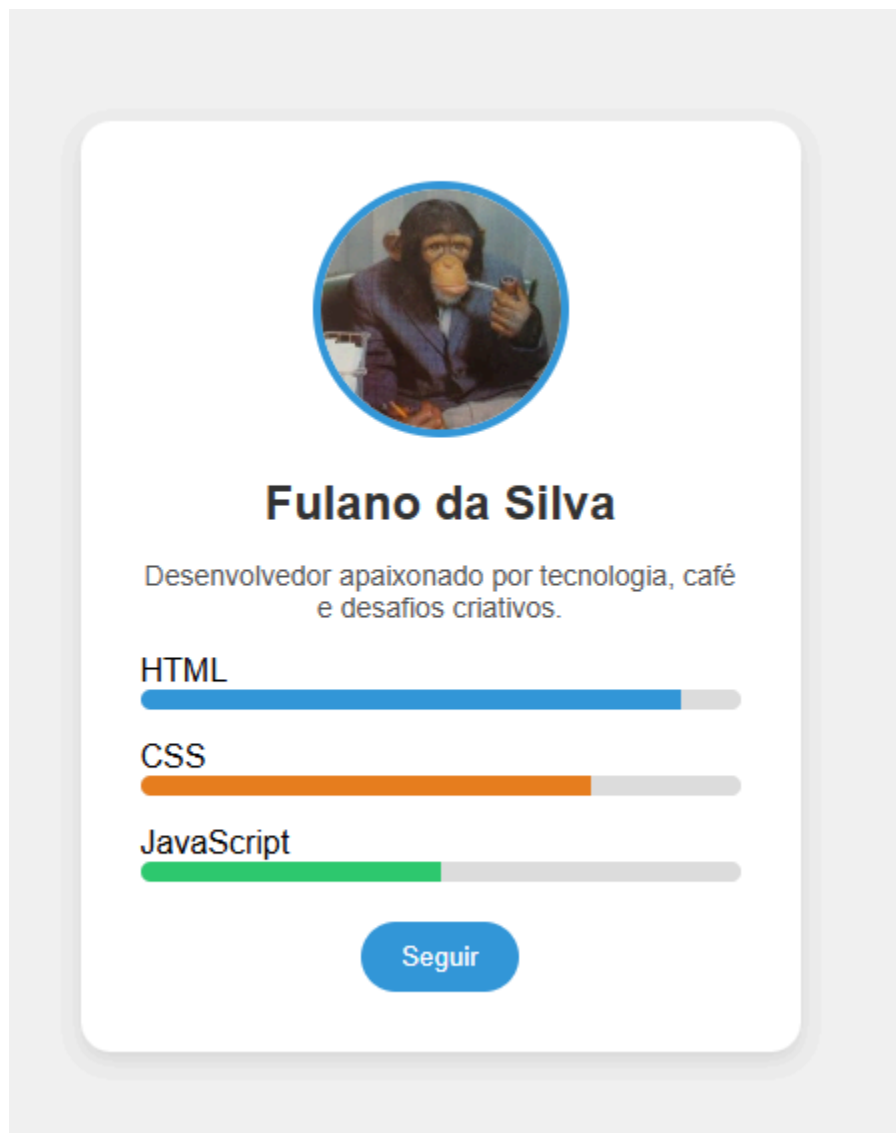 Fulano da Silva
Desenvolvedor apaixonado por tecnologia, café
e desafios criativos.
HTML
CSS
JavaScript
Seguir